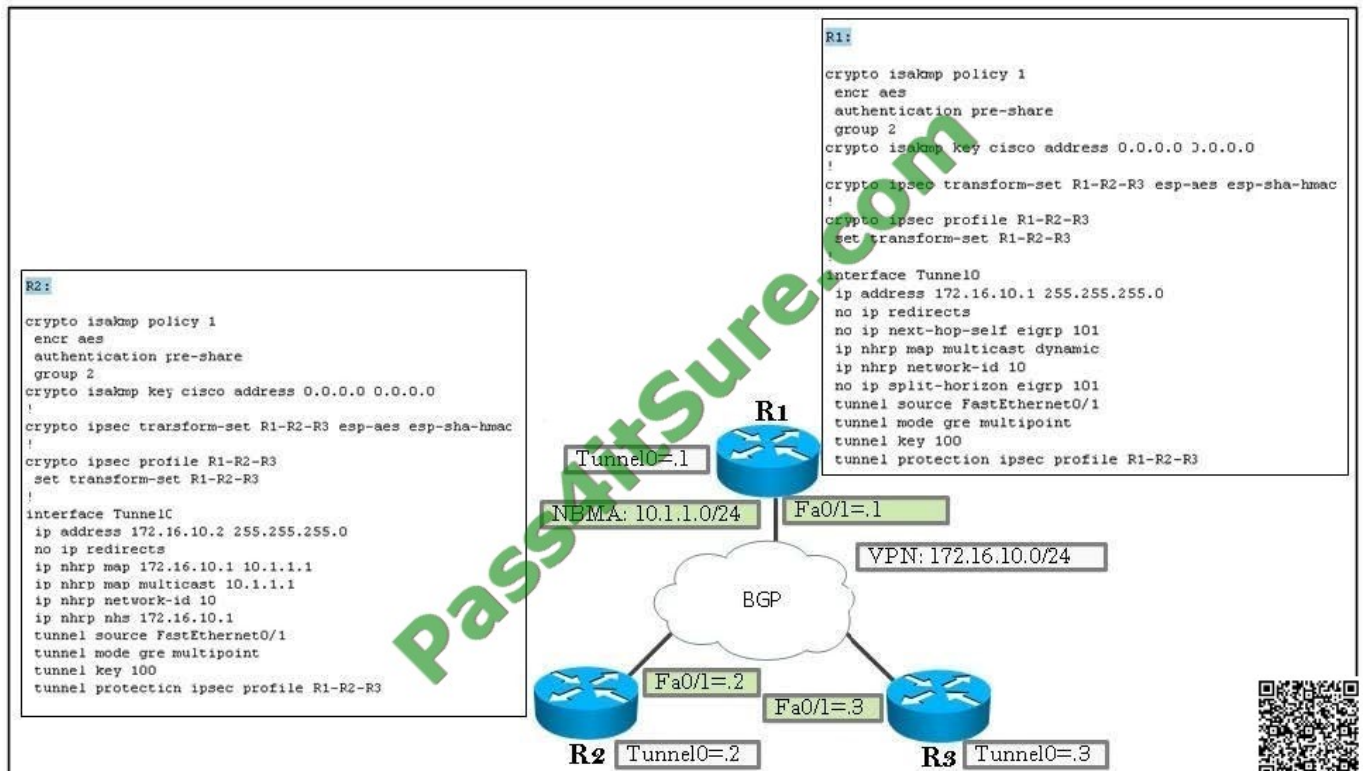 R1:
crypto isakmp policy 1
encr aes
authentication pre-share
group 2
crypto isakmp key cisco address 0.0.0.0 0.0.0.0
!
crypto ipsec transform-set R1-R2-R3 esp-aes esp-sha-hmac
!
crypto ipsec profile R1-R2-R3
set transform-set R1-R2-R3
!
interface Tunnel0
ip address 172.16.10.1 255.255.255.0
no ip redirects
no ip next-hop-self eigrp 101
ip nhrp map multicast dynamic
ip nhrp network-id 10
no ip split-horizon eigrp 101
tunnel source FastEthernet0/1
tunnel mode gre multipoint
tunnel key 100
tunnel protection ipsec profile R1-R2-R3
R2:
crypto isakmp policy 1
encr aes
authentication pre-share
group 2
crypto isakmp key cisco address 0.0.0.0 0.0.0.0
!
crypto ipsec transform-set R1-R2-R3 esp-aes esp-sha-hmac
!
crypto ipsec profile R1-R2-R3
set transform-set R1-R2-R3
!
interface Tunnel0
ip address 172.16.10.2 255.255.255.0
no ip redirects
ip nhrp map 172.16.10.1 10.1.1.1
ip nhrp map multicast 10.1.1.1
ip nhrp network-id 10
ip nhrp nhs 172.16.10.1
tunnel source FastEthernet0/1
tunnel mode gre multipoint
tunnel key 100
tunnel protection ipsec profile R1-R2-R3
R1
Tunnel0=.1
NBMA: 10.1.1.0/24
Fa0/1=.1
VPN: 172.16.10.0/24
BGP
Fa0/1=.2
Fa0/1=.3
R2
Tunnel0=.2
R3
Tunnel0=.3
Pass4itSure.com